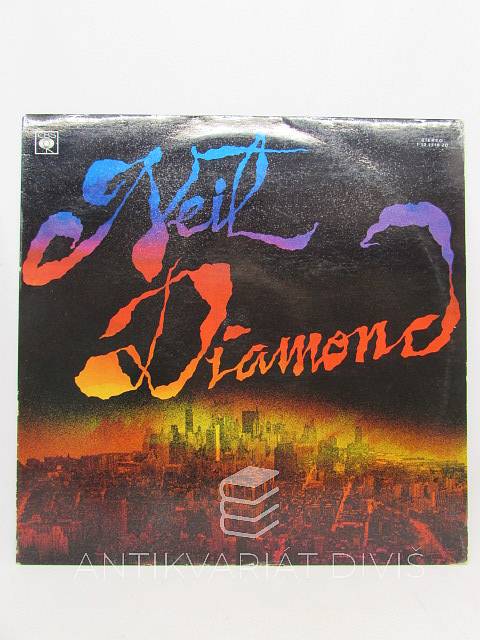 CBS
STEREO
Neil
Diamond
ANTIKVARIÁT DIVIŠ